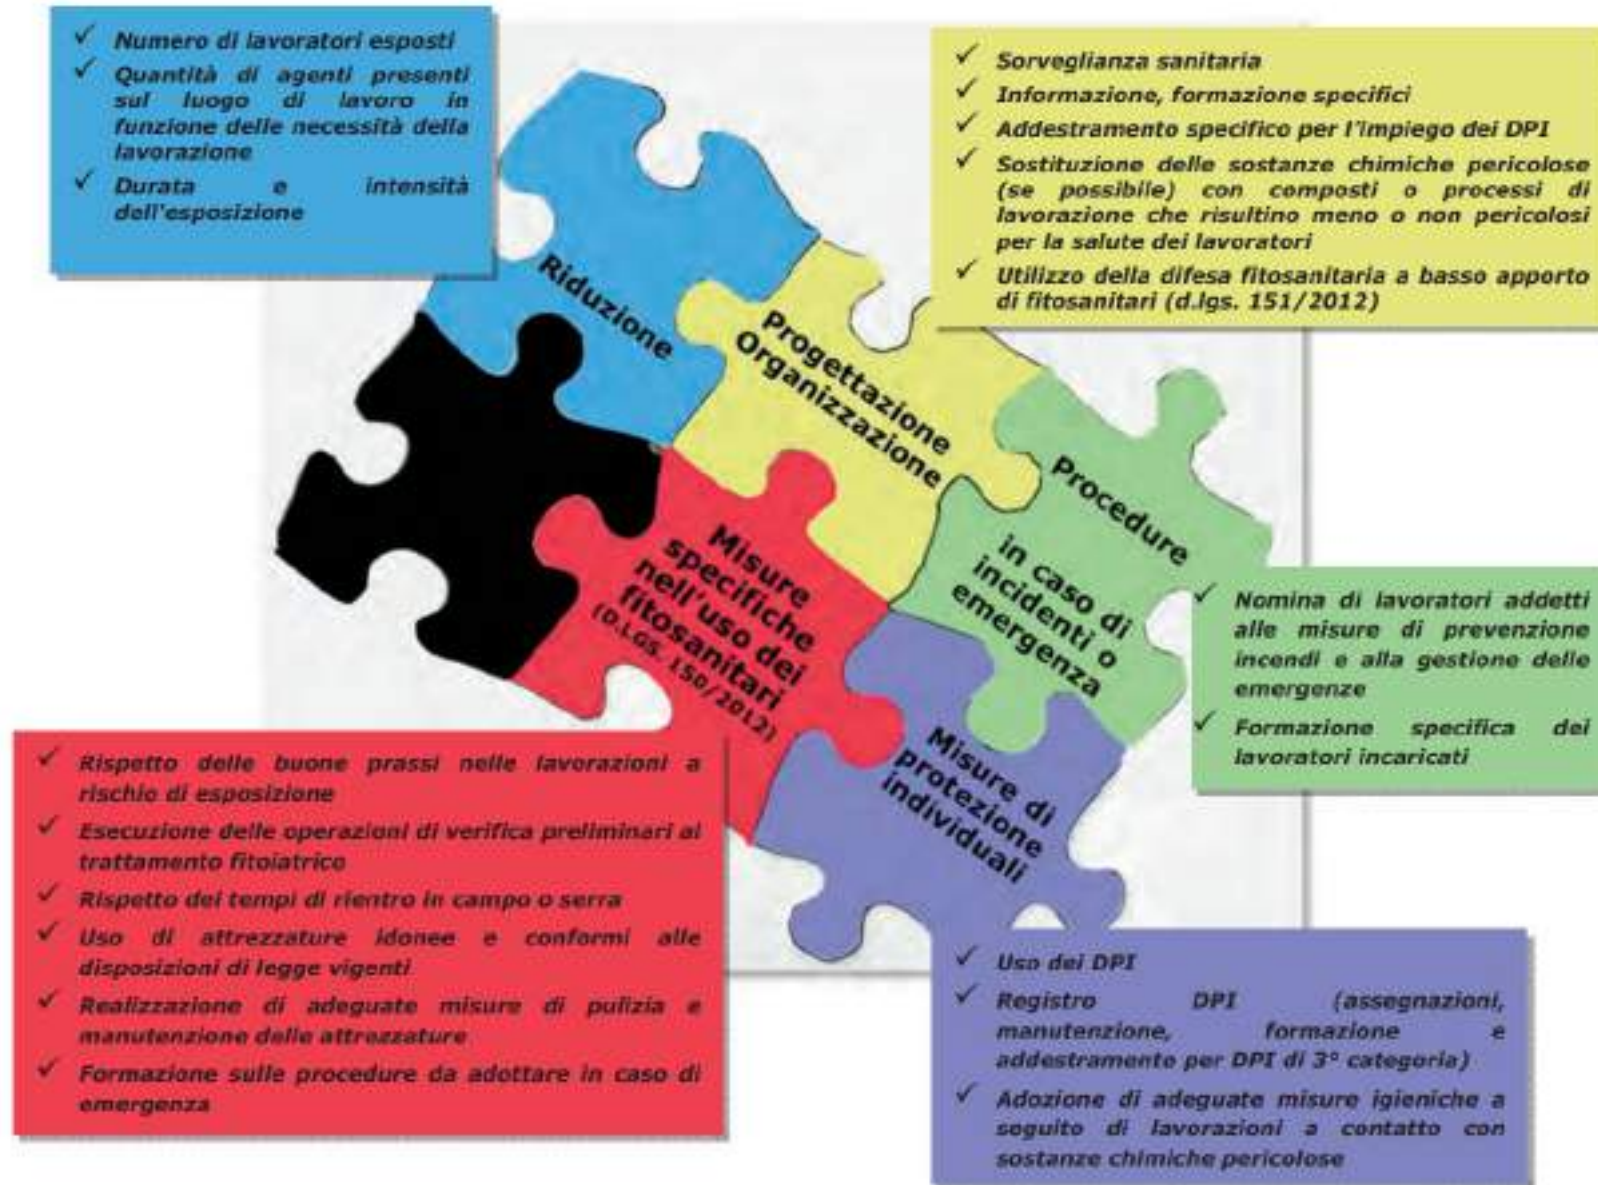 ✓ Numero di lavoratori esposti
✓ Quantità di agenti presenti
sul luogo di lavoro in
funzione delle necessità della
lavorazione
✓ Durata e intensità
dell'esposizione
✓ Sorveglianza sanitaria
✓ Informazione, formazione specifici
✓ Addestramento specifico per l'impiego dei DPI
✓ Sostituzione delle sostanze chimiche pericolose
(se possibile) con composti o processi di
lavorazione che risultino meno o non pericolosi
per la salute dei lavoratori
✓ Utilizzo della difesa fitosanitaria a basso apporto
di fitosanitari (d.lgs. 151/2012)
Riduzione
Progettazione
Organizzazione
Procedure
in caso di
incidenti o
emergenza
Misure
specifiche
nell'uso dei
fitosanitari
(D.LGS. 150/2012)
Misure di
protezione
individuali
✓ Nomina di lavoratori addetti
alle misure di prevenzione
incendi e alla gestione delle
emergenze
✓ Formazione specifica dei
lavoratori incaricati
✓ Rispetto delle buone prassi nelle lavorazioni a
rischio di esposizione
✓ Esecuzione delle operazioni di verifica preliminari al
trattamento fitoiatrico
✓ Rispetto dei tempi di rientro in campo o serra
✓ Uso di attrezzature idonee e conformi alle
disposizioni di legge vigenti
✓ Realizzazione di adeguate misure di pulizia e
manutenzione delle attrezzature
✓ Formazione sulle procedure da adottare in caso di
emergenza
✓ Uso dei DPI
✓ Registro DPI (assegnazioni,
manutenzione, formazione e
addestramento per DPI di 3° categoria)
✓ Adozione di adeguate misure igieniche a
seguito di lavorazioni a contatto con
sostanze chimiche pericolose